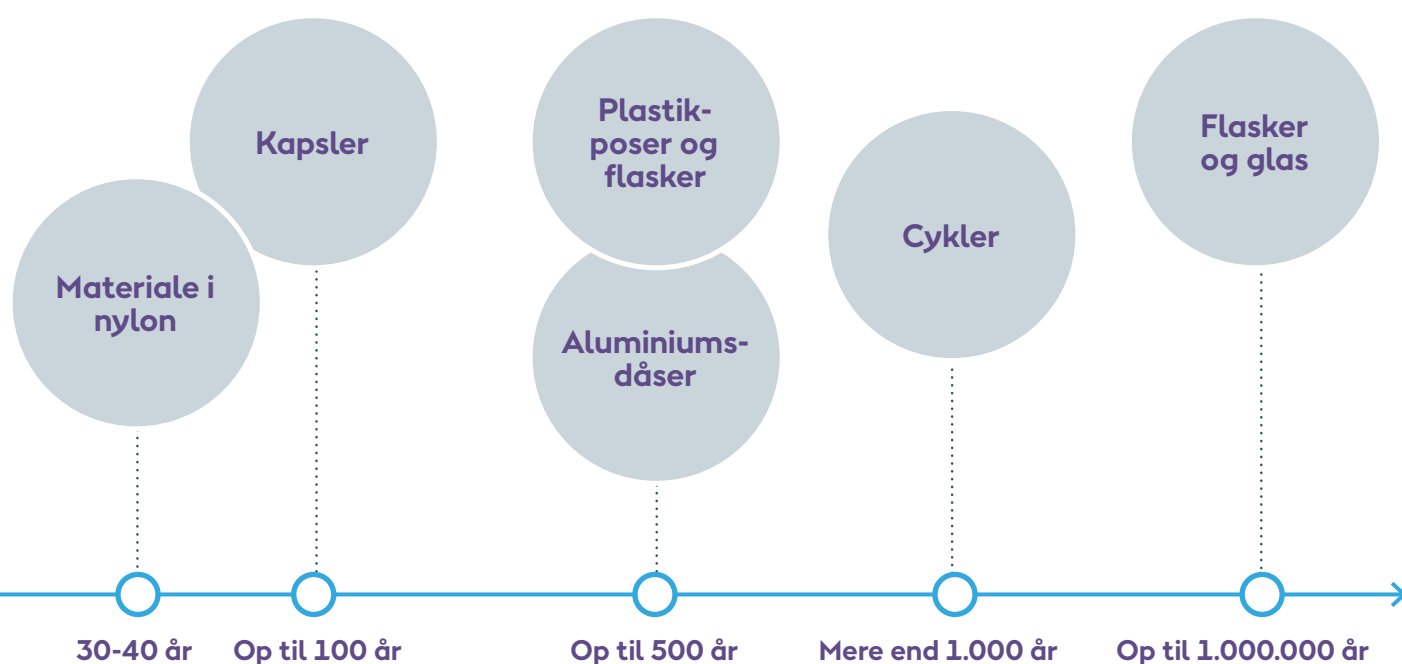 Kapsler
Plastik-
poser og
flasker
Flasker
og glas
Cykler
Materiale i
nylon
Aluminiums-
dåser
30-40 år
Op til 100 år
Op til 500 år
Mere end 1.000 år
Op til 1.000.000 år